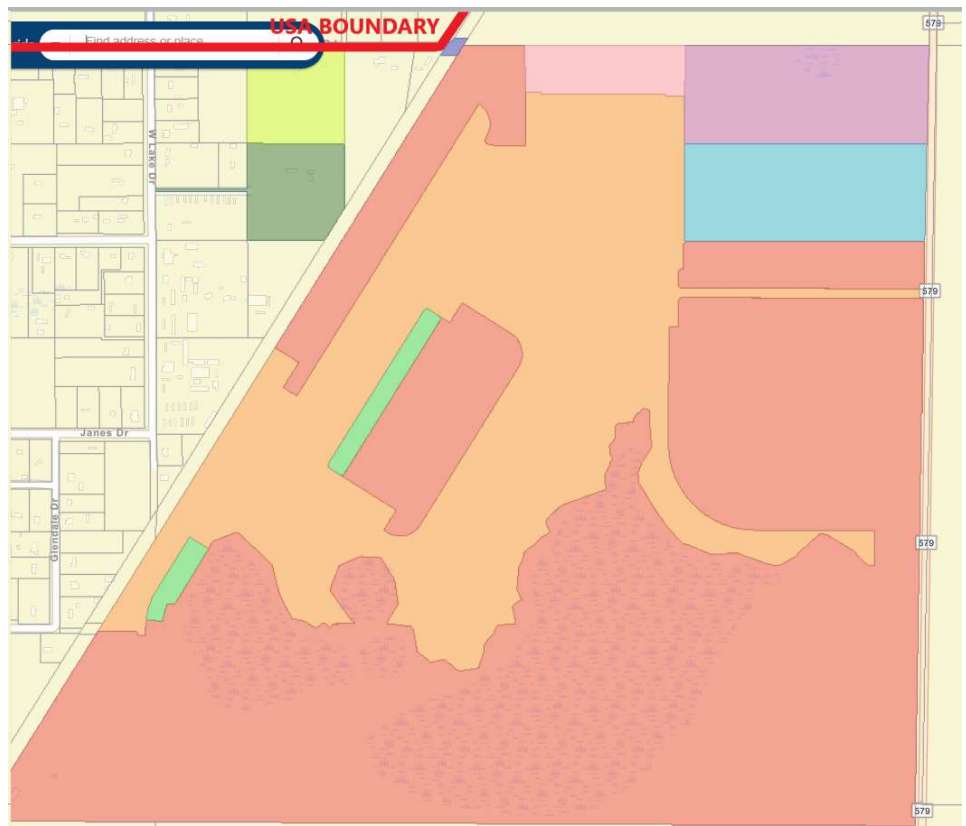 USA BOUNDARY
579
Find address or place
W Lake Dr
579
Janes Dr
Glendale Dr
579
579